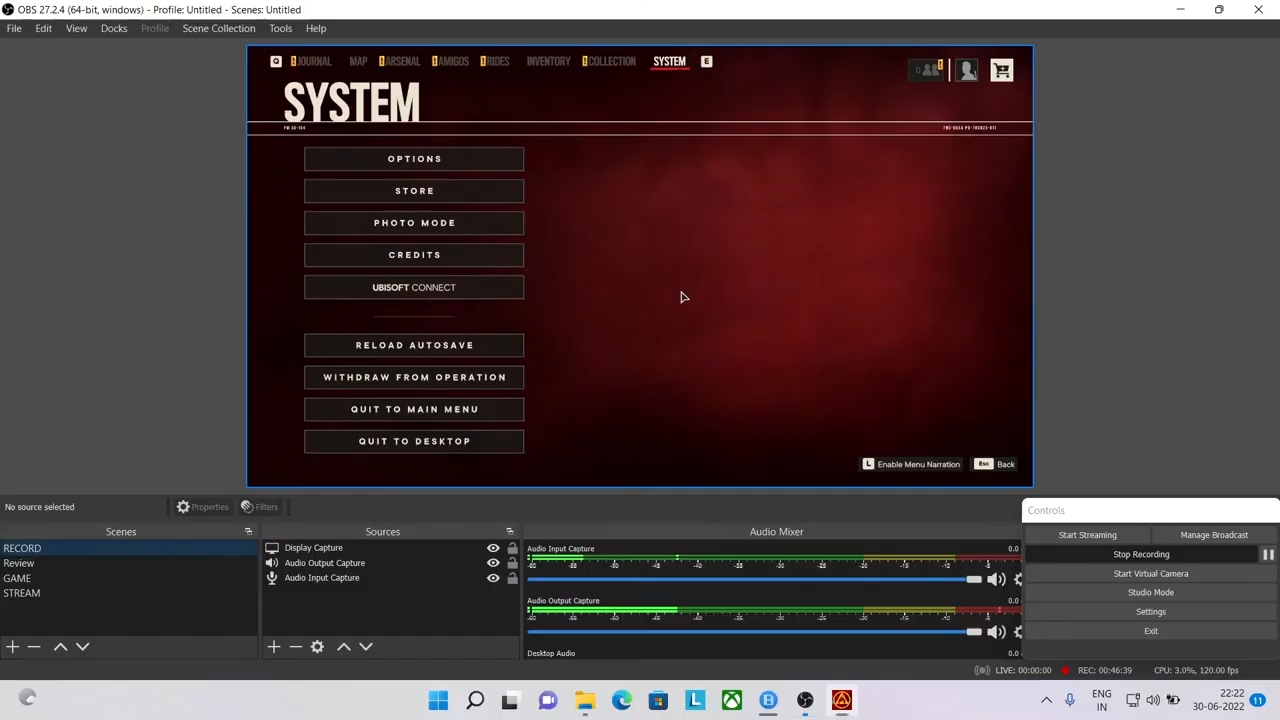 OBS 27.2.4 (64-bit, windows) - Profile: Untitled - Scenes: Untitled
File Edit View Docks Profile Scene Collection Tools Help
Q !JOURNAL MAP !ARSENAL !AMIGOS !RIDES INVENTORY !COLLECTION SYSTEM E
0 !
SYSTEM
OPTIONS
STORE
PHOTO MODE
CREDITS
UBISOFT CONNECT
RELOAD AUTOSAVE
WITHDRAW FROM OPERATION
QUIT TO MAIN MENU
QUIT TO DESKTOP
L Enable Menu Narration Esc Back
No source selected Properties Filters
Scenes
RECORD
Review
GAME
STREAM
Sources
Display Capture
Audio Output Capture
Audio Input Capture
Audio Mixer
Audio Input Capture 0.0
Audio Output Capture 0.0
Desktop Audio 0.0
Controls
Start Streaming Manage Broadcast
Stop Recording
Start Virtual Camera
Studio Mode
Settings
Exit
LIVE: 00:00:00 REC: 00:46:39 CPU: 3.0%, 120.00 fps
ENG
IN
22:22
30-06-2022
11